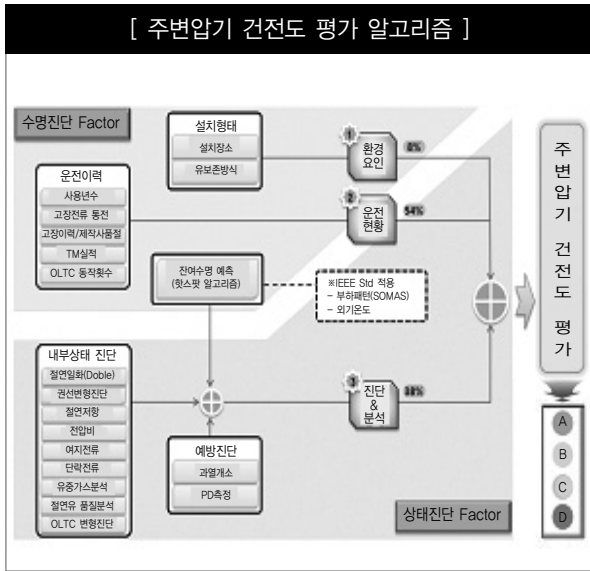 [ 주변압기 건전도 평가 알고리즘 ]
수명진단 Factor
설치형태
설치장소
유보존방식
1
환경
요인
운전이력
사용년수
고장전류 통전
고장이력/제작사품절
TM실적
OLTC 동작횟수
2
운전
현황
54%
잔여수명 예측
(핫스팟 알고리즘)
※IEEE Std 적용
- 부하패턴(SOMAS)
- 외기온도
내부상태 진단
절연일화(Doble)
권선변형진단
절연저항
전압비
여자전류
단락전류
유중가스분석
절연유 품질분석
OLTC 변형진단
예방진단
과열개소
PD측정
3
진단
&
분석
상태진단 Factor
주변압기 건전도 평가
A
B
C
D